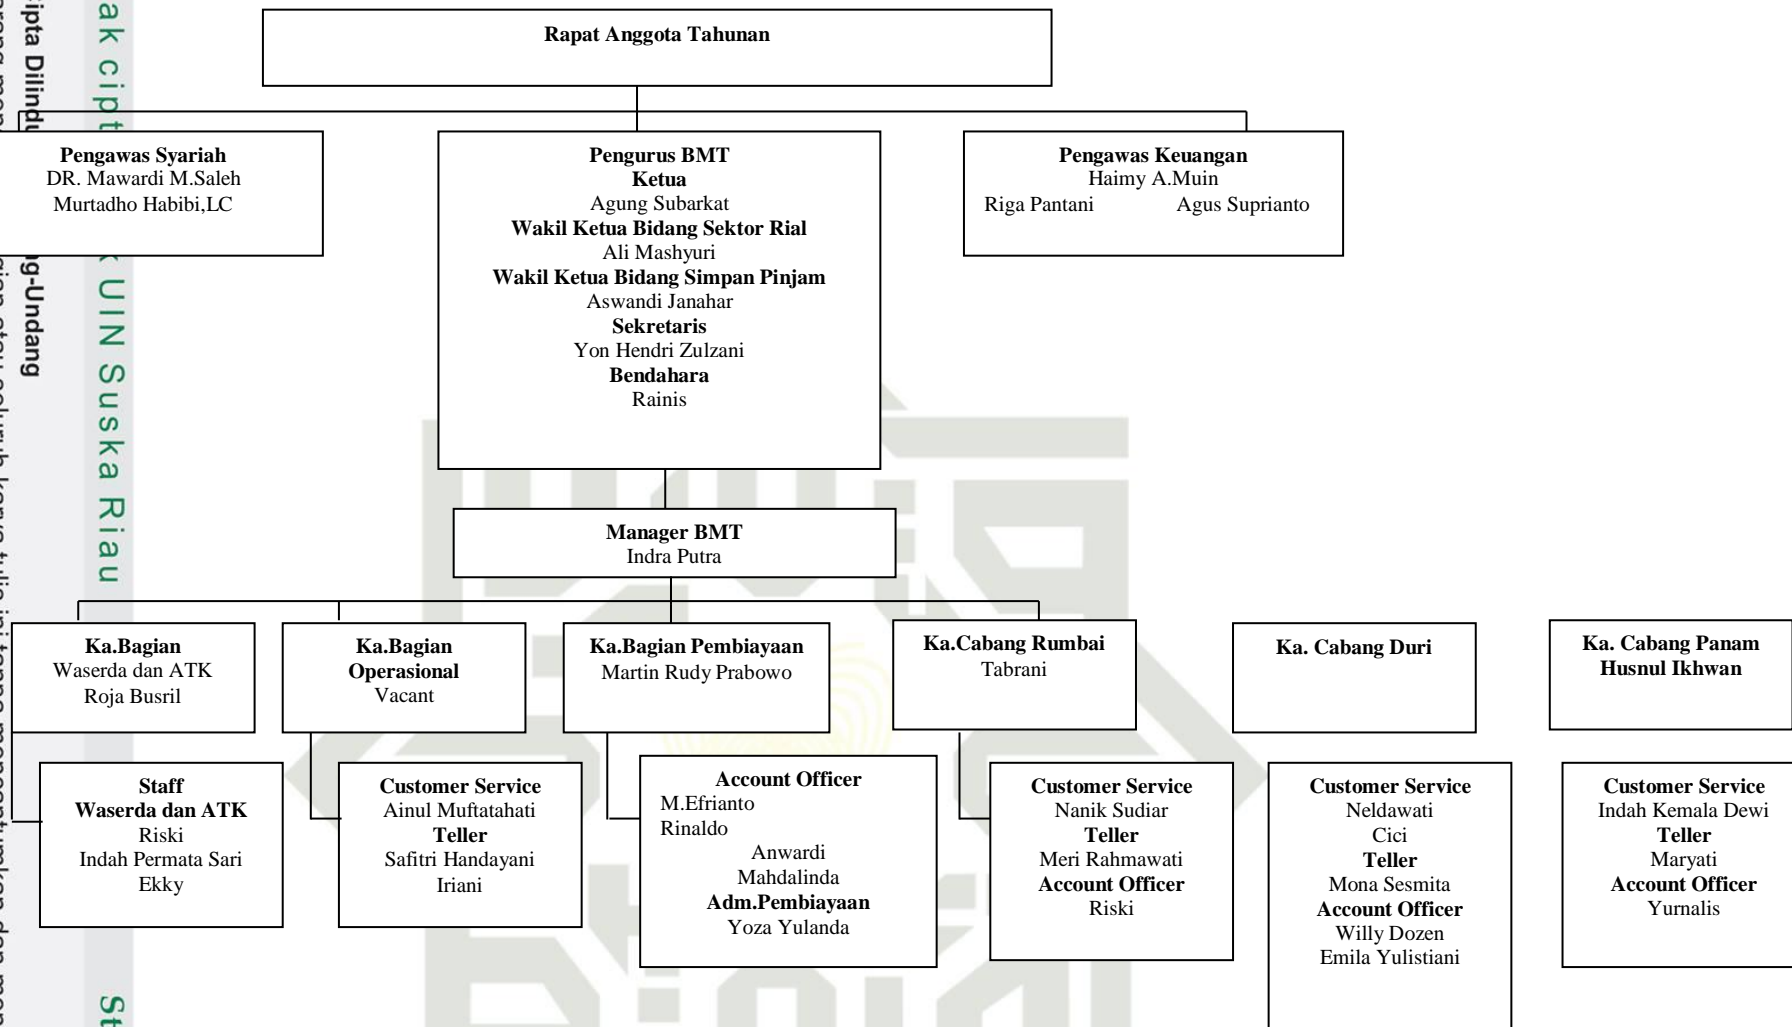 Rapat Anggota Tahunan
Pengawas Syariah
DR. Mawardi M.Saleh
Murtadho Habibi,LC
Pengurus BMT
Ketua
Agung Subarkat
Wakil Ketua Bidang Sektor Rial
Ali Mashyuri
Wakil Ketua Bidang Simpan Pinjam
Aswandi Janahar
Sekretaris
Yon Hendri Zulzani
Bendahara
Rainis
Pengawas Keuangan
Haimy A.Muin
Riga Pantani Agus Suprianto
Manager BMT
Indra Putra
Ka.Bagian
Waserda dan ATK
Roja Busril
Ka.Bagian
Operasional
Vacant
Ka.Bagian Pembiayaan
Martin Rudy Prabowo
Ka.Cabang Rumbai
Tabrani
Ka. Cabang Duri
Ka. Cabang Panam
Husnul Ikhwan
Staff
Waserda dan ATK
Riski
Indah Permata Sari
Ekky
Customer Service
Ainul Muftatahati
Teller
Safitri Handayani
Iriani
Account Officer
M.Efrianto
Rinaldo
Anwardi
Mahdalinda
Adm.Pembiayaan
Yoza Yulanda
Customer Service
Nanik Sudiar
Teller
Meri Rahmawati
Account Officer
Riski
Customer Service
Neldawati
Cici
Teller
Mona Sesmita
Account Officer
Willy Dozen
Emila Yulistiani
Customer Service
Indah Kemala Dewi
Teller
Maryati
Account Officer
Yurnalis
ak cipt UIN Suska Riau
ipta Dilindu ng-Undang